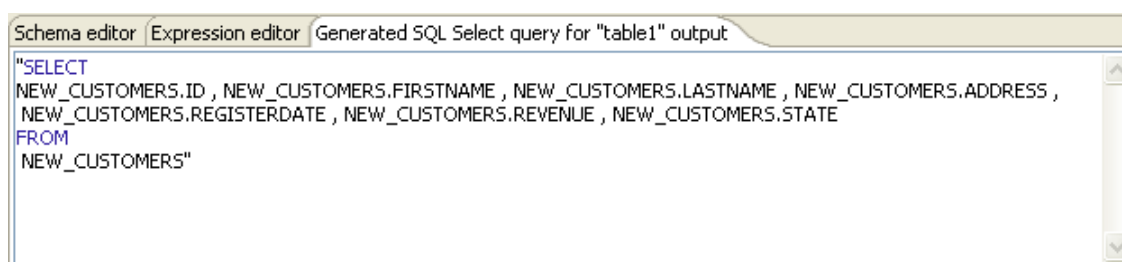 Schema editor Expression editor Generated SQL Select query for "table1" output
"SELECT
NEW_CUSTOMERS.ID , NEW_CUSTOMERS.FIRSTNAME , NEW_CUSTOMERS.LASTNAME , NEW_CUSTOMERS.ADDRESS ,
NEW_CUSTOMERS.REGISTERDATE , NEW_CUSTOMERS.REVENUE , NEW_CUSTOMERS.STATE
FROM
NEW_CUSTOMERS"